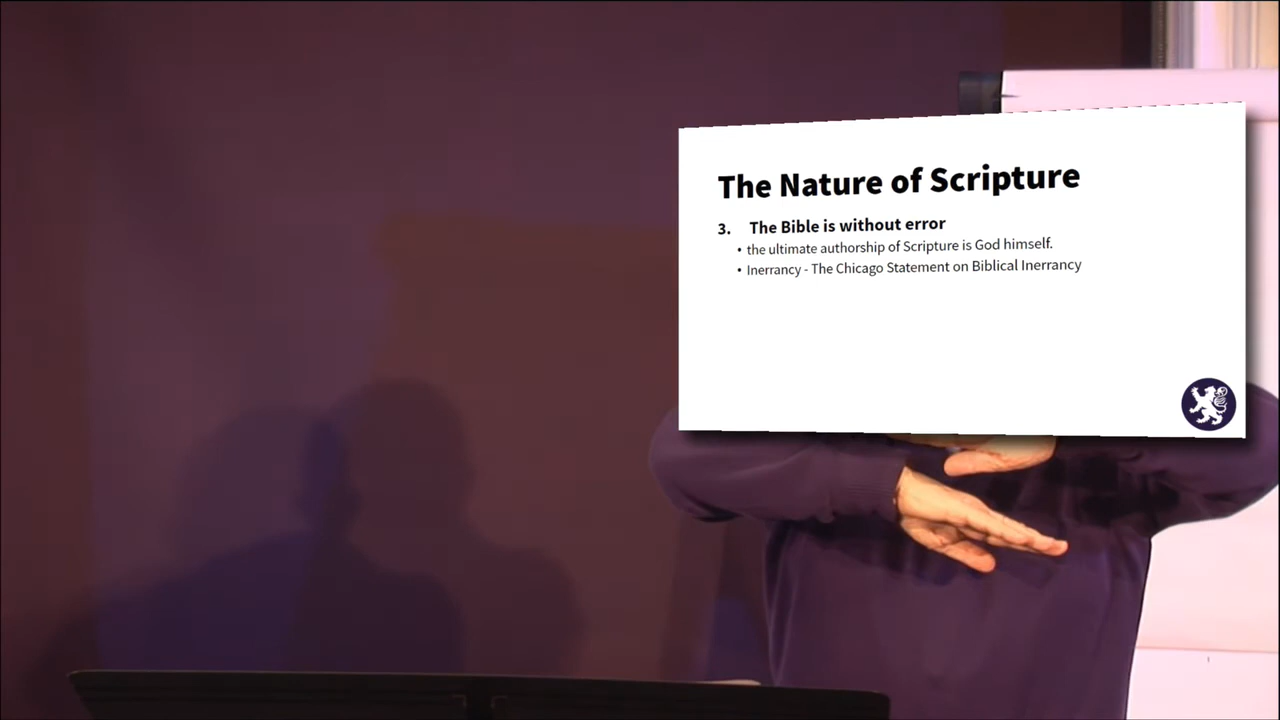 The Nature of Scripture
3. The Bible is without error
• the ultimate authorship of Scripture is God himself.
• Inerrancy - The Chicago Statement on Biblical Inerrancy